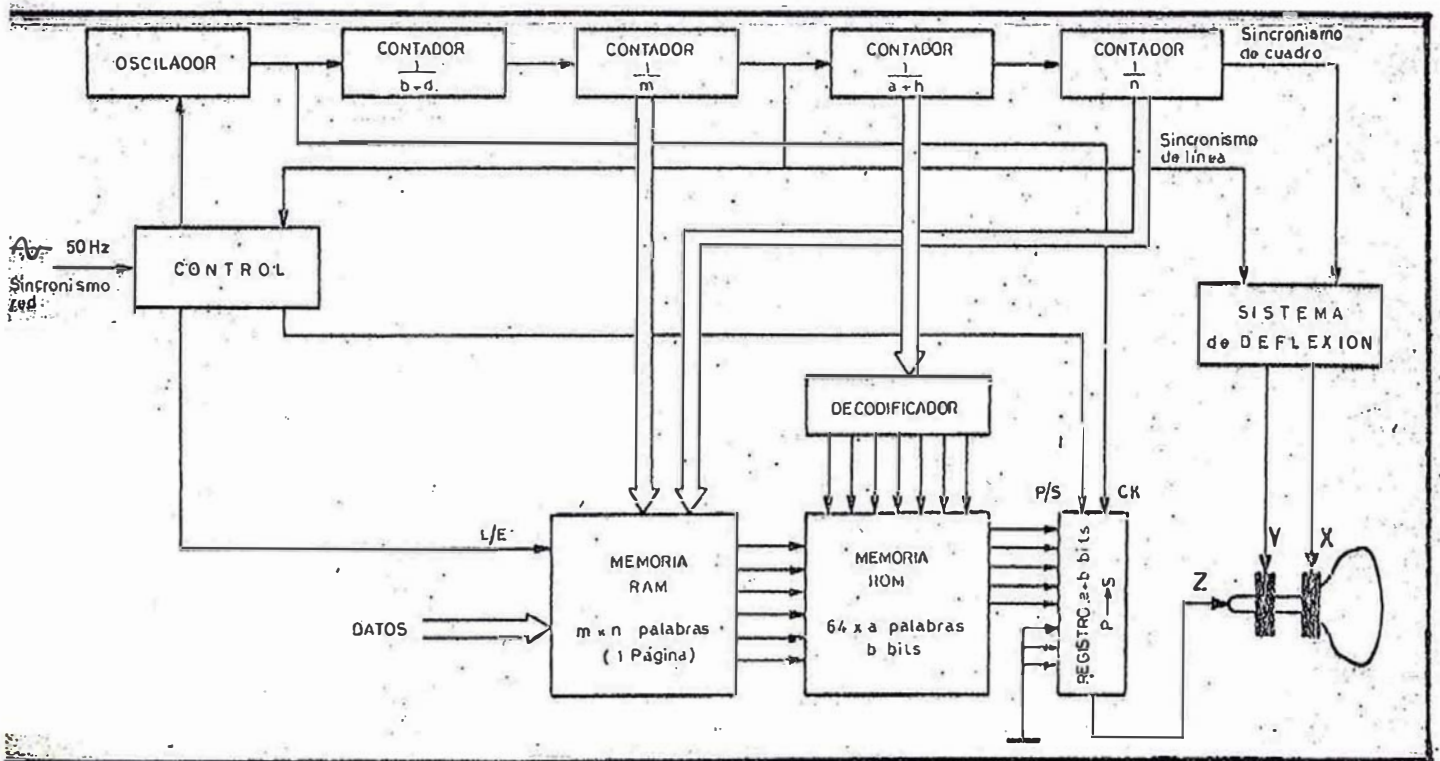 OSCILADOR
CONTADOR
1
b+d.
CONTADOR
1
m
CONTADOR
1
a+h
CONTADOR
1
n
Sincronismo
de cuadro
Sincronismo
de línea
50 Hz
Sincronismo
red
CONTROL
SISTEMA
de DEFLEXION
DECODIFICADOR
P/S
CK
L/E
DATOS
MEMORIA
RAM
m x n palabras
(1 Página)
MEMORIA
ROM
64 x a palabras
b bits
REGISTRO a+b bits
P → S
Z
Y
X